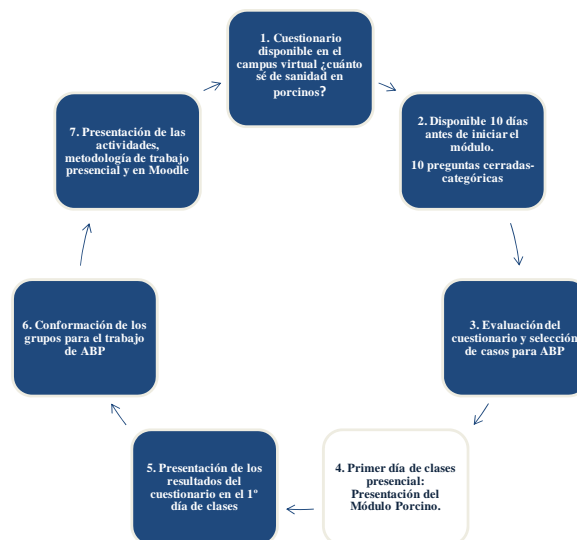 1. Cuestionario
disponible en el
campus virtual ¿cuánto
sé de sanidad en
porcinos?
2. Disponible 10 días
antes de iniciar el
módulo.
10 preguntas cerradas-
categóricas
3. Evaluación del
cuestionario y selección
de casos para ABP
4. Primer día de clases
presencial:
Presentación del
Módulo Porcino.
5. Presentación de los
resultados del
cuestionario en el 1º
día de clases
6. Conformación de los
grupos para el trabajo
de ABP
7. Presentación de las
actividades,
metodología de trabajo
presencial y en Moodle